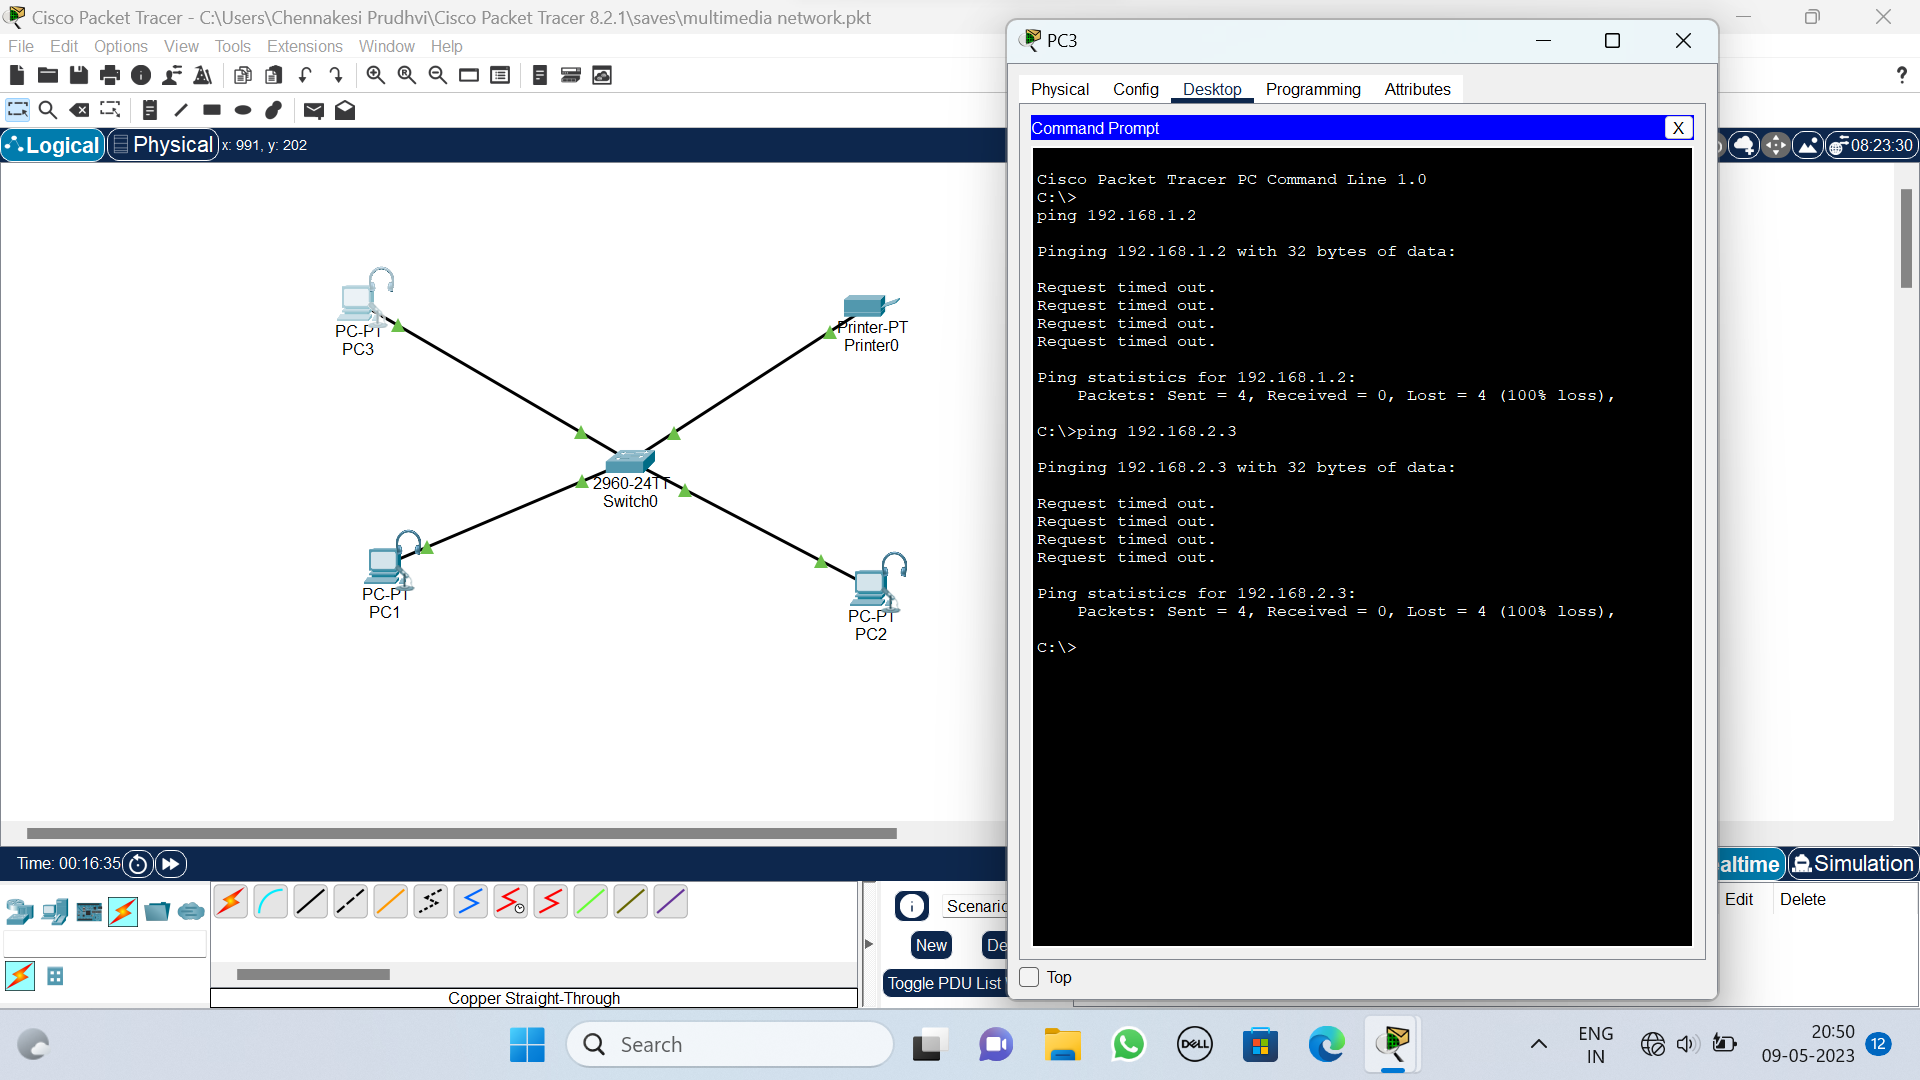 Cisco Packet Tracer - C:\Users\Chennakesi Prudhvi\Cisco Packet Tracer 8.2.1\saves\multimedia network.pkt
File Edit Options View Tools Extensions Window Help
?
Logical Physical x: 991, y: 202
08:23:30
PC-PT
PC3
Printer-PT
Printer0
2960-24TT
Switch0
PC-PT
PC1
PC-PT
PC2
PC3
Physical Config Desktop Programming Attributes
Command Prompt X
Cisco Packet Tracer PC Command Line 1.0
C:\>
ping 192.168.1.2
Pinging 192.168.1.2 with 32 bytes of data:
Request timed out.
Request timed out.
Request timed out.
Request timed out.
Ping statistics for 192.168.1.2:
Packets: Sent = 4, Received = 0, Lost = 4 (100% loss),
C:\>ping 192.168.2.3
Pinging 192.168.2.3 with 32 bytes of data:
Request timed out.
Request timed out.
Request timed out.
Request timed out.
Ping statistics for 192.168.2.3:
Packets: Sent = 4, Received = 0, Lost = 4 (100% loss),
C:\>
Top
Time: 00:16:35
altime Simulation
Scenario
New De
Toggle PDU List
Edit Delete
Copper Straight-Through
Search
DELL
ENG
IN
20:50
09-05-2023
12